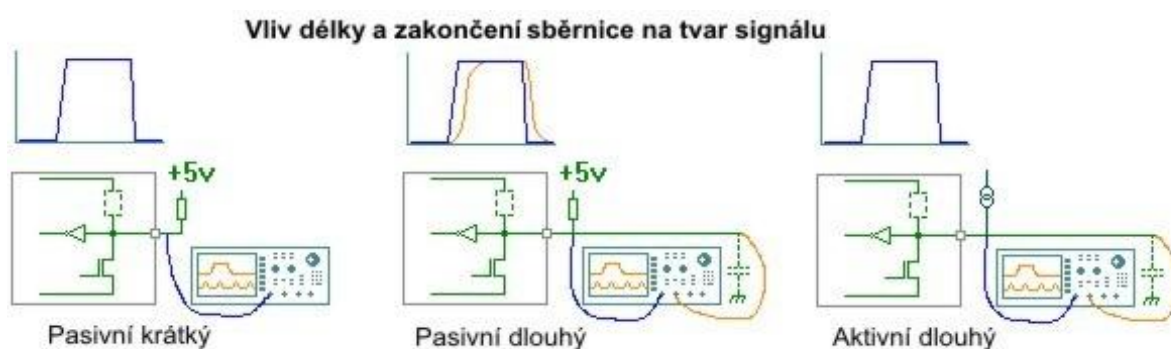 Vliv délky a zakončení sběrnice na tvar signálu
+5v
+5v
Pasivní krátký
Pasivní dlouhý
Aktivní dlouhý